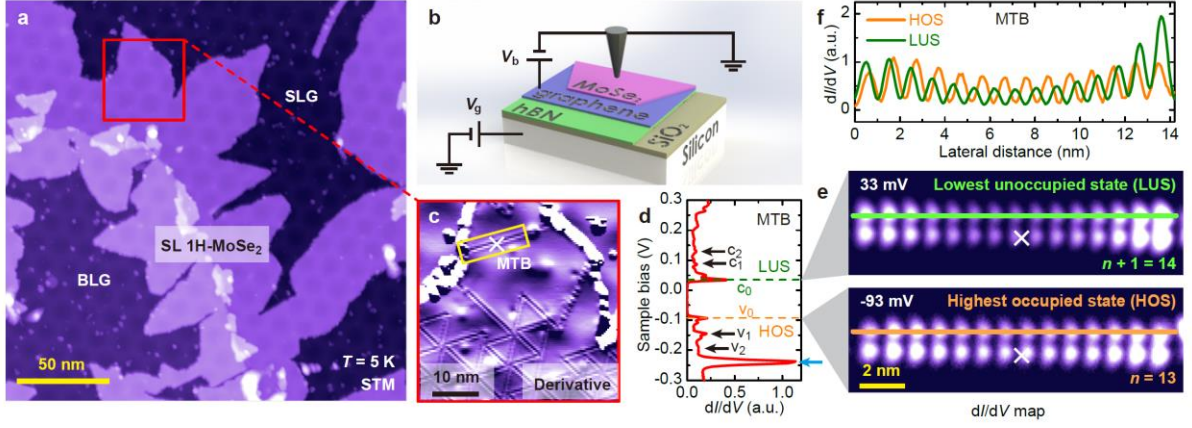 a
SLG
SL 1H-MoSe2
BLG
50 nm
T = 5 K
STM
b
Vb
Vg
MoSe2
graphene
hBN
SiO2
Silicon
c
MTB
10 nm
Derivative
d
MTB
0.3
0.2
0.1
0.0
-0.1
-0.2
-0.3
Sample bias (V)
c2
c1
LUS
c0
v0
HOS
v1
v2
0.0 0.5 1.0
dI/dV (a.u.)
f
HOS
LUS
MTB
2
1
0
dI/dV (a.u.)
0 2 4 6 8 10 12 14
Lateral distance (nm)
e
33 mV
Lowest unoccupied state (LUS)
n + 1 = 14
-93 mV
Highest occupied state (HOS)
2 nm
n = 13
dI/dV map